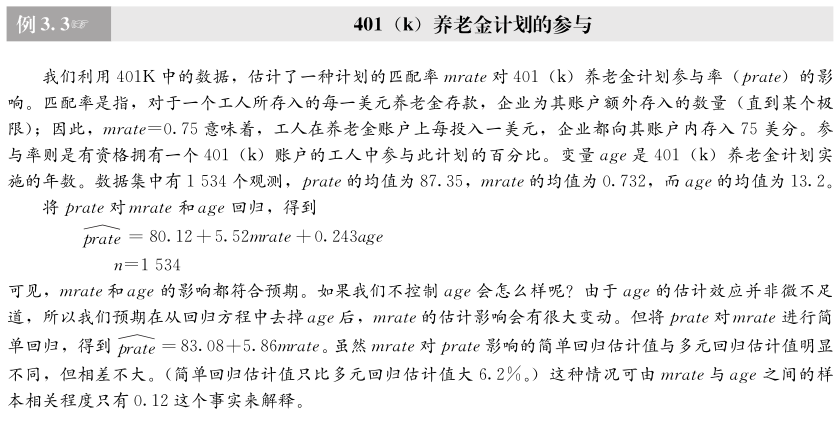 例 3.3☞ 401（k）养老金计划的参与
我们利用 401K 中的数据，估计了一种计划的匹配率 mrate 对 401（k）养老金计划参与率（prate）的影
响。匹配率是指，对于一个工人所存入的每一美元养老金存款，企业为其账户额外存入的数量（直到某个极
限）；因此，mrate=0.75 意味着，工人在养老金账户上每投入一美元，企业都向其账户内存入 75 美分。参
与率则是有资格拥有一个 401（k）账户的工人中参与此计划的百分比。变量 age 是 401（k）养老金计划实
施的年数。数据集中有 1 534 个观测，prate 的均值为 87.35，mrate 的均值为 0.732，而 age 的均值为 13.2。
将 prate 对 mrate 和 age 回归，得到
\widehat{prate} = 80.12+5.52mrate+0.243age
n=1 534
可见，mrate 和 age 的影响都符合预期。如果我们不控制 age 会怎么样呢？由于 age 的估计效应并非微不足
道，所以我们预期在从回归方程中去掉 age 后，mrate 的估计影响会有很大变动。但将 prate 对 mrate 进行简
单回归，得到 \widehat{prate} =83.08+5.86mrate。虽然 mrate 对 prate 影响的简单回归估计值与多元回归估计值明显
不同，但相差不大。（简单回归估计值只比多元回归估计值大 6.2%。）这种情况可由 mrate 与 age 之间的样
本相关程度只有 0.12 这个事实来解释。